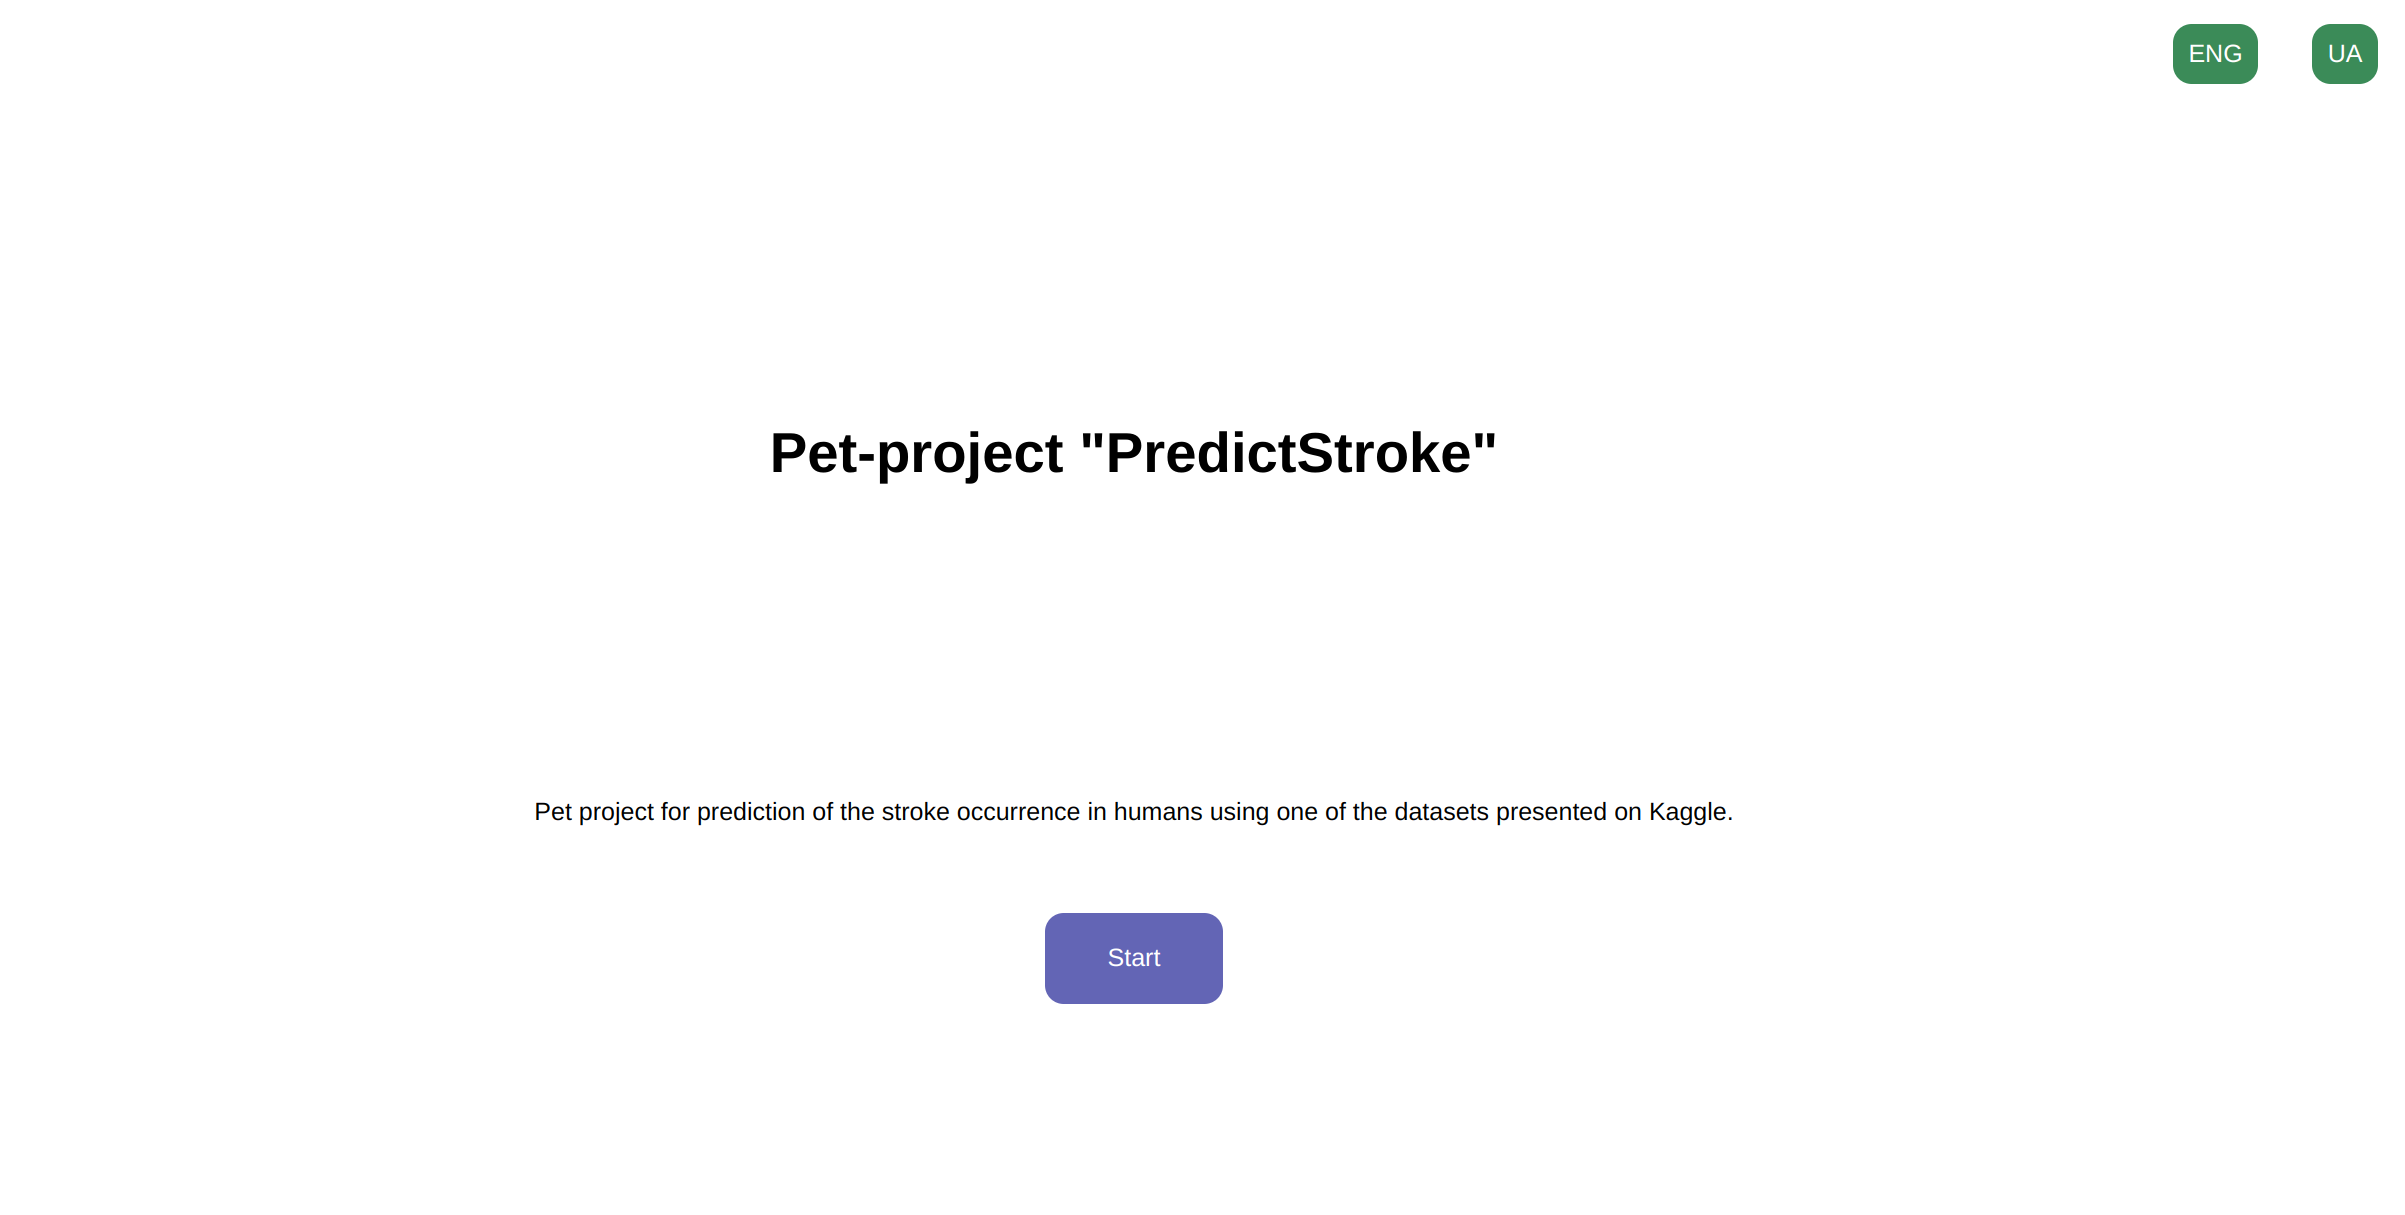 ENG
UA
Pet-project "PredictStroke"
Pet project for prediction of the stroke occurrence in humans using one of the datasets presented on Kaggle.
Start